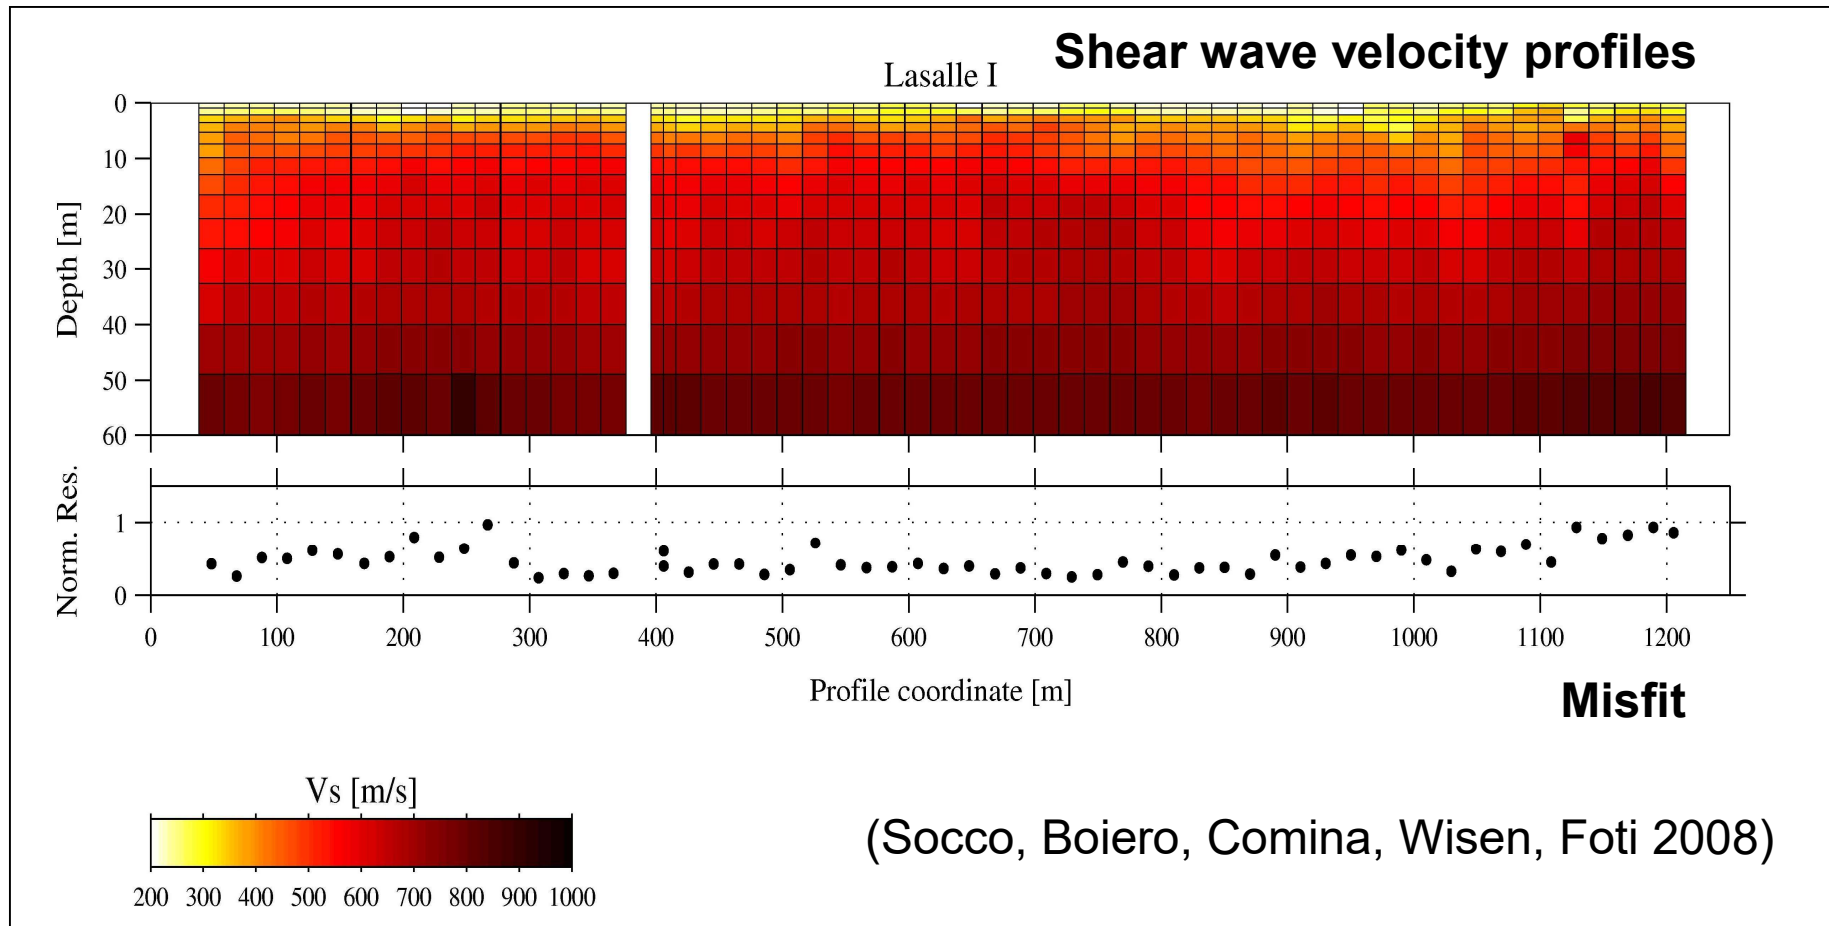 Shear wave velocity profiles
Lasalle I
Depth [m]
0
10
20
30
40
50
60
Norm. Res.
1
0
0 100 200 300 400 500 600 700 800 900 1000 1100 1200
Profile coordinate [m]
Misfit
Vs [m/s]
200 300 400 500 600 700 800 900 1000
(Socco, Boiero, Comina, Wisen, Foti 2008)